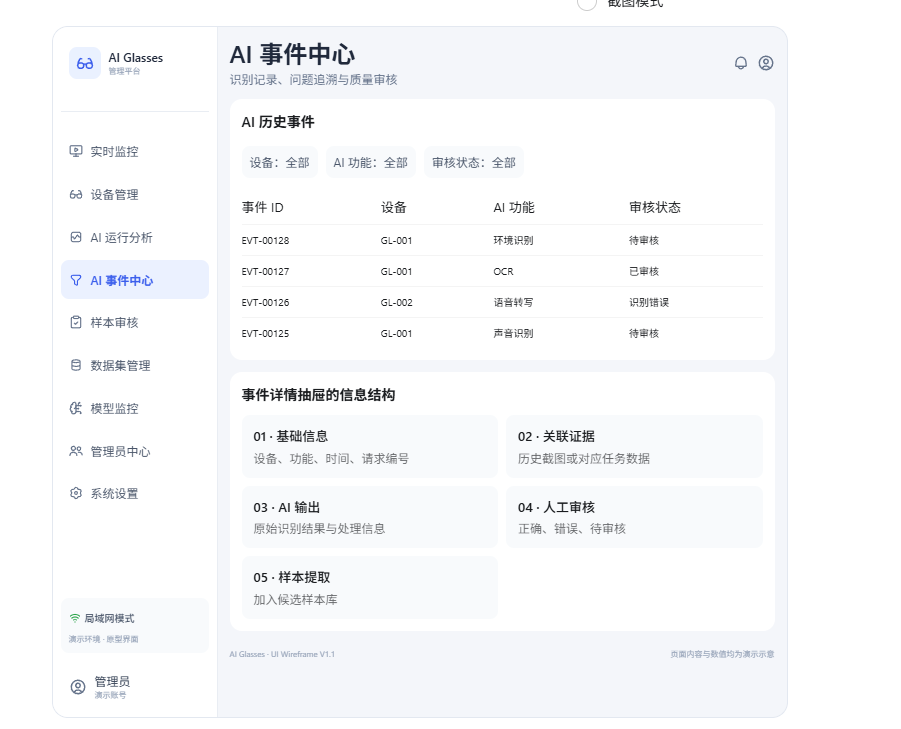 截图模式
AI Glasses
管理平台
实时监控
设备管理
AI 运行分析
AI 事件中心
样本审核
数据集管理
模型监控
管理员中心
系统设置
局域网模式
演示环境 · 原型界面
管理员
演示账号
AI 事件中心
识别记录、问题追溯与质量审核
AI 历史事件
设备：全部 AI 功能：全部 审核状态：全部
事件 ID 设备 AI 功能 审核状态
EVT-00128 GL-001 环境识别 待审核
EVT-00127 GL-001 OCR 已审核
EVT-00126 GL-002 语音转写 识别错误
EVT-00125 GL-001 声音识别 待审核
事件详情抽屉的信息结构
01 · 基础信息
设备、功能、时间、请求编号
02 · 关联证据
历史截图或对应任务数据
03 · AI 输出
原始识别结果与处理信息
04 · 人工审核
正确、错误、待审核
05 · 样本提取
加入候选样本库
AI Glasses · UI Wireframe V1.1
页面内容与数值均为演示示意